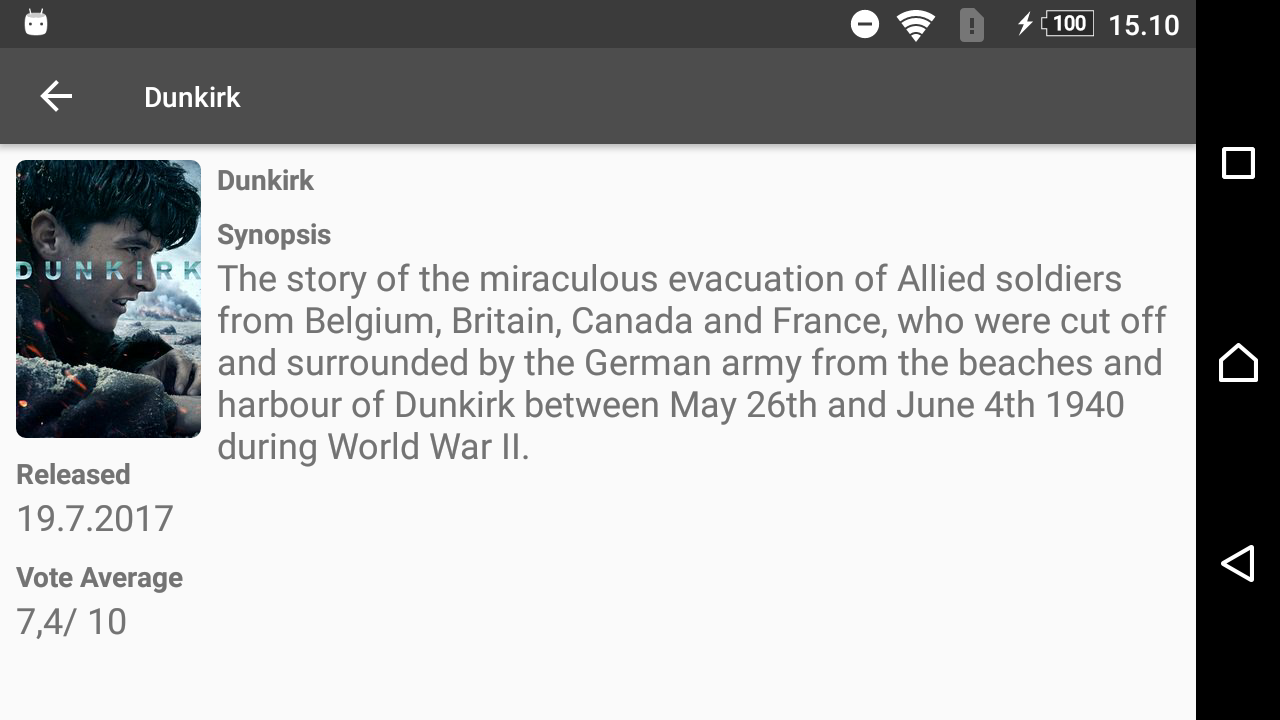 100 15.10
Dunkirk
DUNKIRK
Dunkirk
Synopsis
The story of the miraculous evacuation of Allied soldiers
from Belgium, Britain, Canada and France, who were cut off
and surrounded by the German army from the beaches and
harbour of Dunkirk between May 26th and June 4th 1940
during World War II.
Released
19.7.2017
Vote Average
7,4/ 10